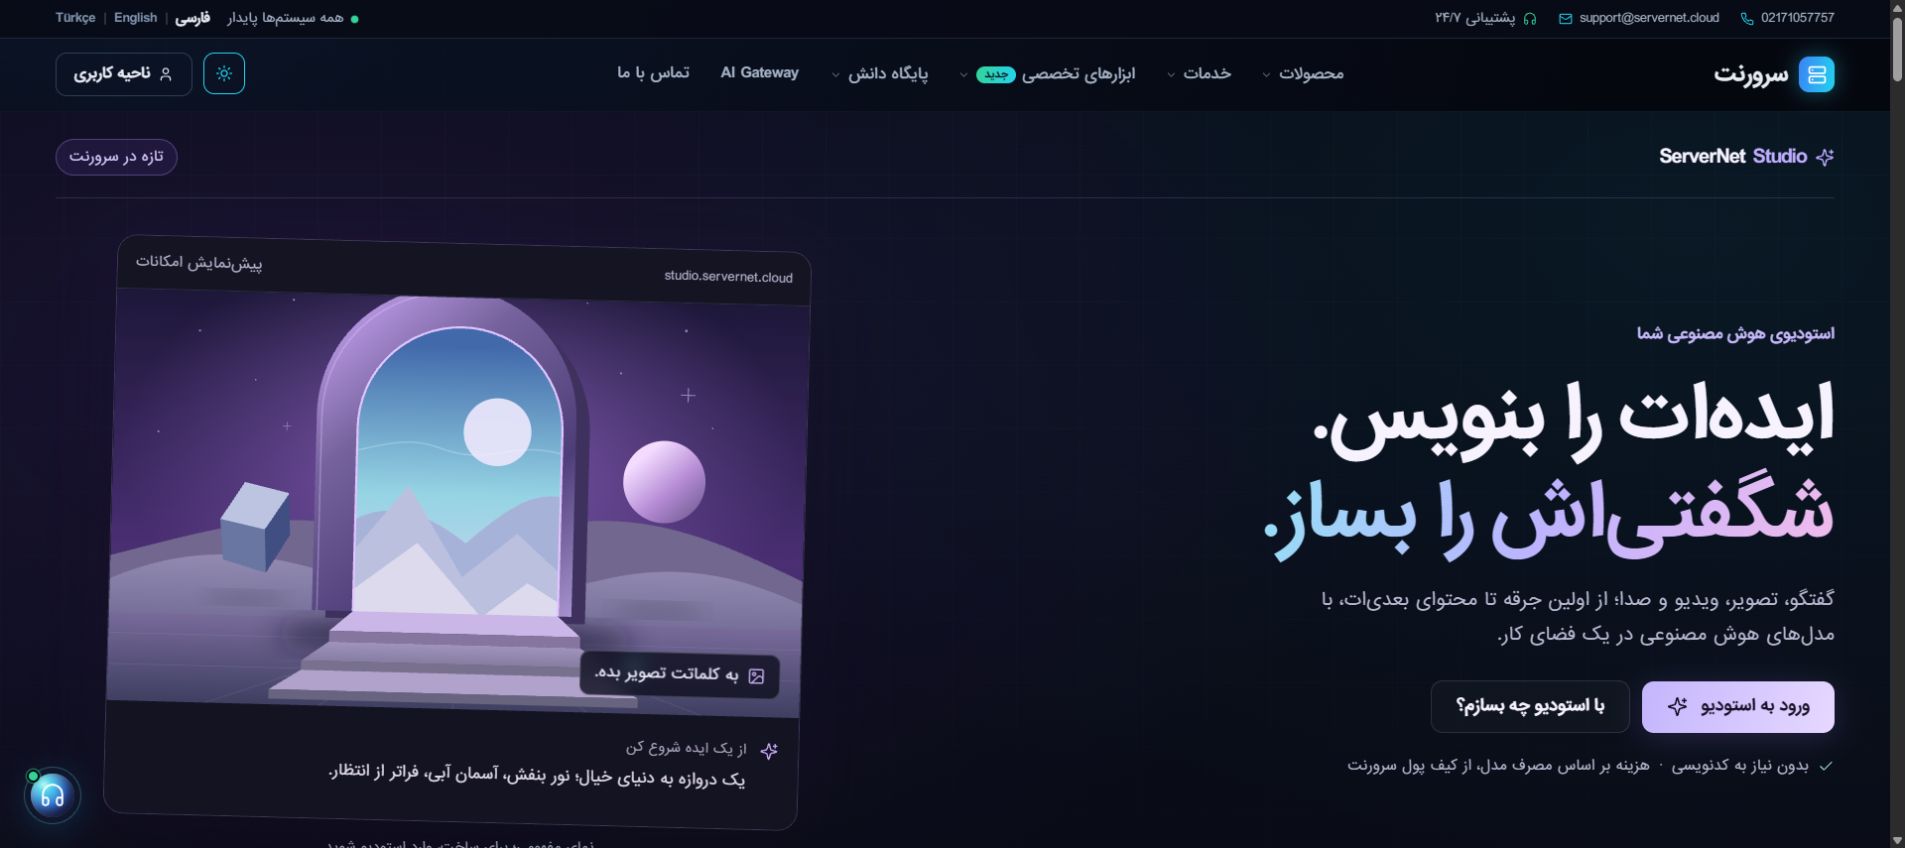 02171057757
support@servernet.cloud
پشتیبانی ۲۴/۷
همه سیستم‌ها پایدار
فارسی | English | Türkçe
سرورنت
محصولات
خدمات
ابزارهای تخصصی جدید
پایگاه دانش
AI Gateway
تماس با ما
ناحیه کاربری
ServerNet Studio
تازه در سرورنت
استودیوی هوش مصنوعی شما
ایده‌ات را بنویس.
شگفتی‌اش را بساز.
گفتگو، تصویر، ویدیو و صدا؛ از اولین جرقه تا محتوای بعدی‌ات، با
مدل‌های هوش مصنوعی در یک فضای کار.
ورود به استودیو
با استودیو چه بسازم؟
بدون نیاز به کدنویسی · هزینه بر اساس مصرف مدل، از کیف پول سرورنت
studio.servernet.cloud
پیش‌نمایش امکانات
به کلماتت تصویر بده.
از یک ایده شروع کن
یک دروازه به دنیای خیال؛ نور بنفش، آسمان آبی، فراتر از انتظار.